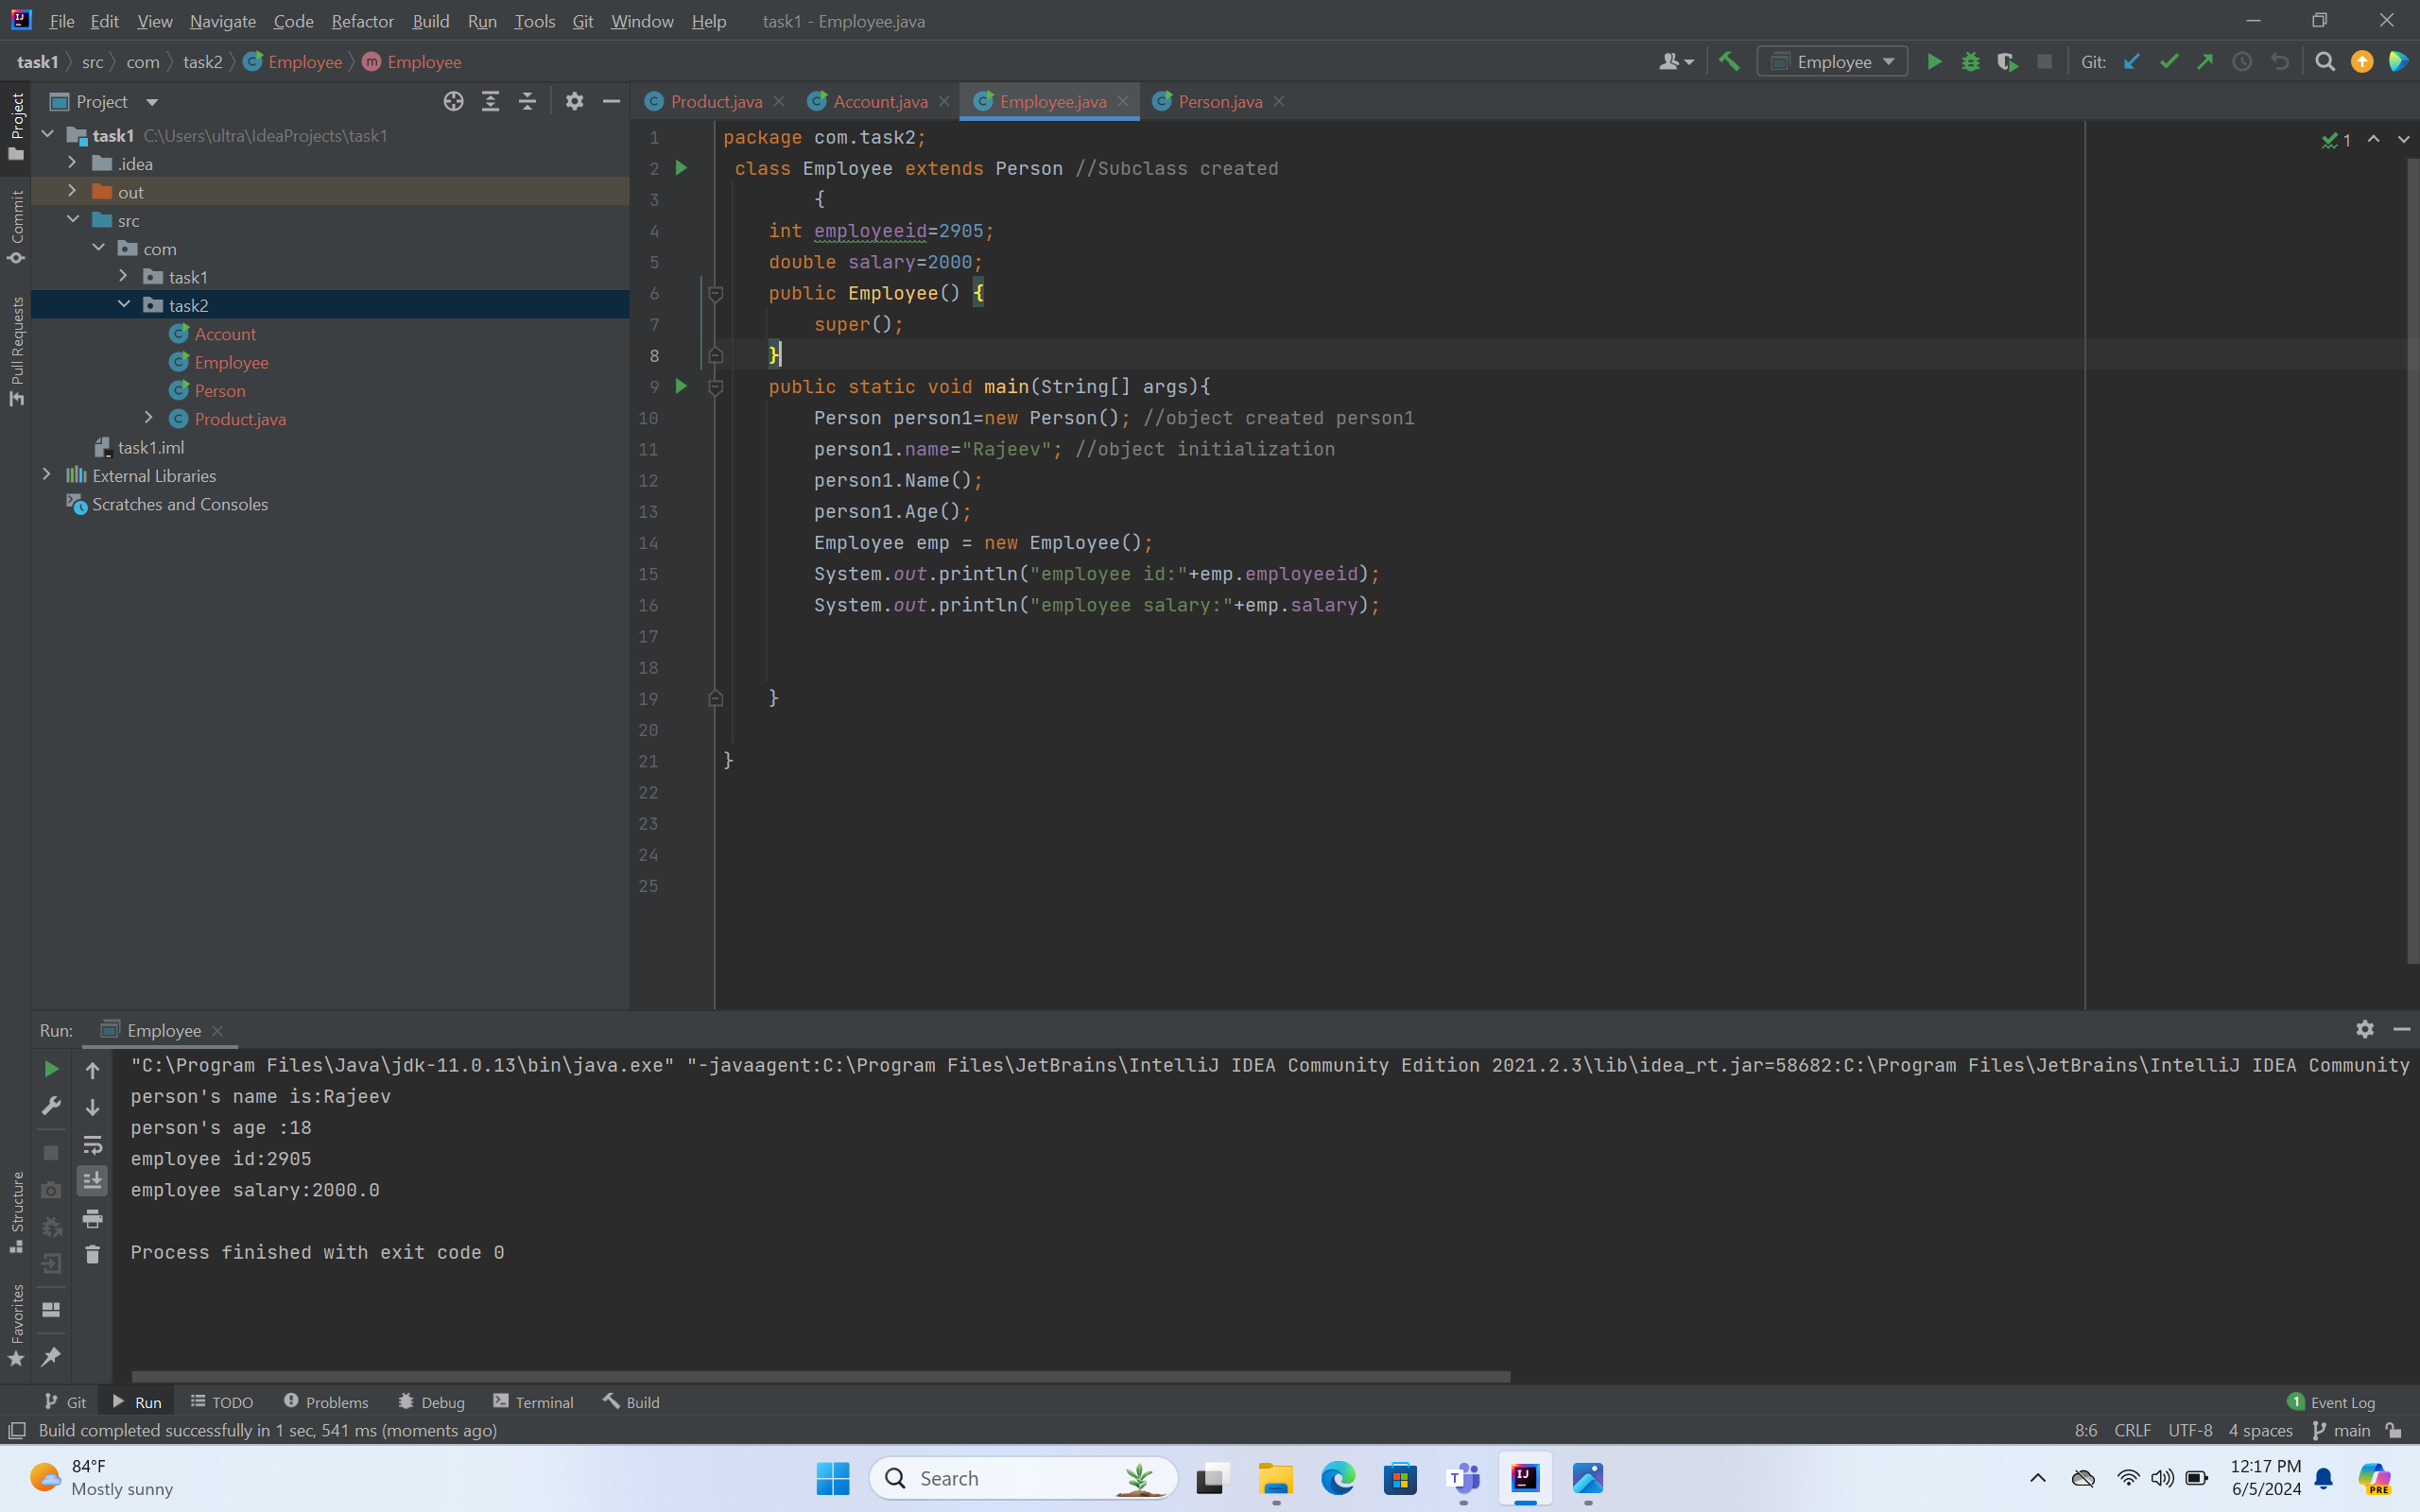 File Edit View Navigate Code Refactor Build Run Tools Git Window Help task1 - Employee.java
task1 src com task2 Employee m Employee
Employee Git:
Project
Product.java Account.java Employee.java Person.java
task1 C:\Users\ultra\IdeaProjects\task1
.idea
out
src
com
task1
task2
Account
Employee
Person
Product.java
task1.iml
External Libraries
Scratches and Consoles
Project
Commit
Pull Requests
Structure
Favorites
1 package com.task2;
2 class Employee extends Person //Subclass created
3 {
4 int employeeid=2905;
5 double salary=2000;
6 public Employee() {
7 super();
8 }
9 public static void main(String[] args){
10 Person person1=new Person(); //object created person1
11 person1.name="Rajeev"; //object initialization
12 person1.Name();
13 person1.Age();
14 Employee emp = new Employee();
15 System.out.println("employee id:"+emp.employeeid);
16 System.out.println("employee salary:"+emp.salary);
17
18
19 }
20
21 }
22
23
24
25
1
Run: Employee
"C:\Program Files\Java\jdk-11.0.13\bin\java.exe" "-javaagent:C:\Program Files\JetBrains\IntelliJ IDEA Community Edition 2021.2.3\lib\idea_rt.jar=58682:C:\Program Files\JetBrains\IntelliJ IDEA Community
person's name is:Rajeev
person's age :18
employee id:2905
employee salary:2000.0
Process finished with exit code 0
Git Run TODO Problems Debug Terminal Build 1 Event Log
Build completed successfully in 1 sec, 541 ms (moments ago) 8:6 CRLF UTF-8 4 spaces main
84°F
Mostly sunny
Search
12:17 PM
6/5/2024
PRE